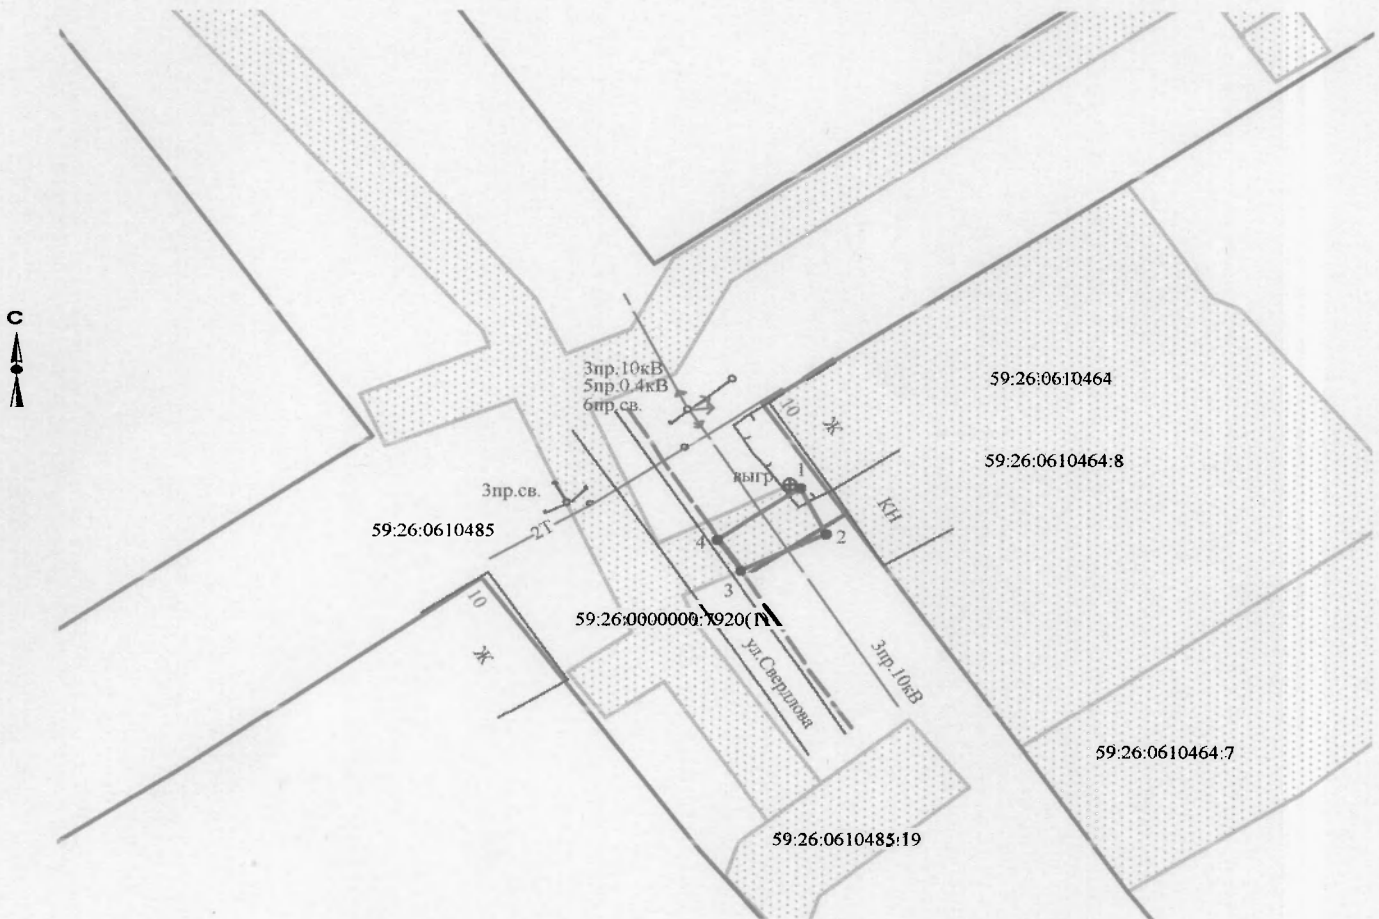 С
3пр.10кВ
5пр.0.4кВ
6пр.св.
59:26:0610464
10
Ж
59:26:0610464:8
1
выгр.
3пр.св.
КН
59:26:0610485
2Т
4
2
3
10
59:26:0000000:7920(1)
Ж
ул.Свердлова
3пр.10кВ
59:26:0610464:7
59:26:0610485:19